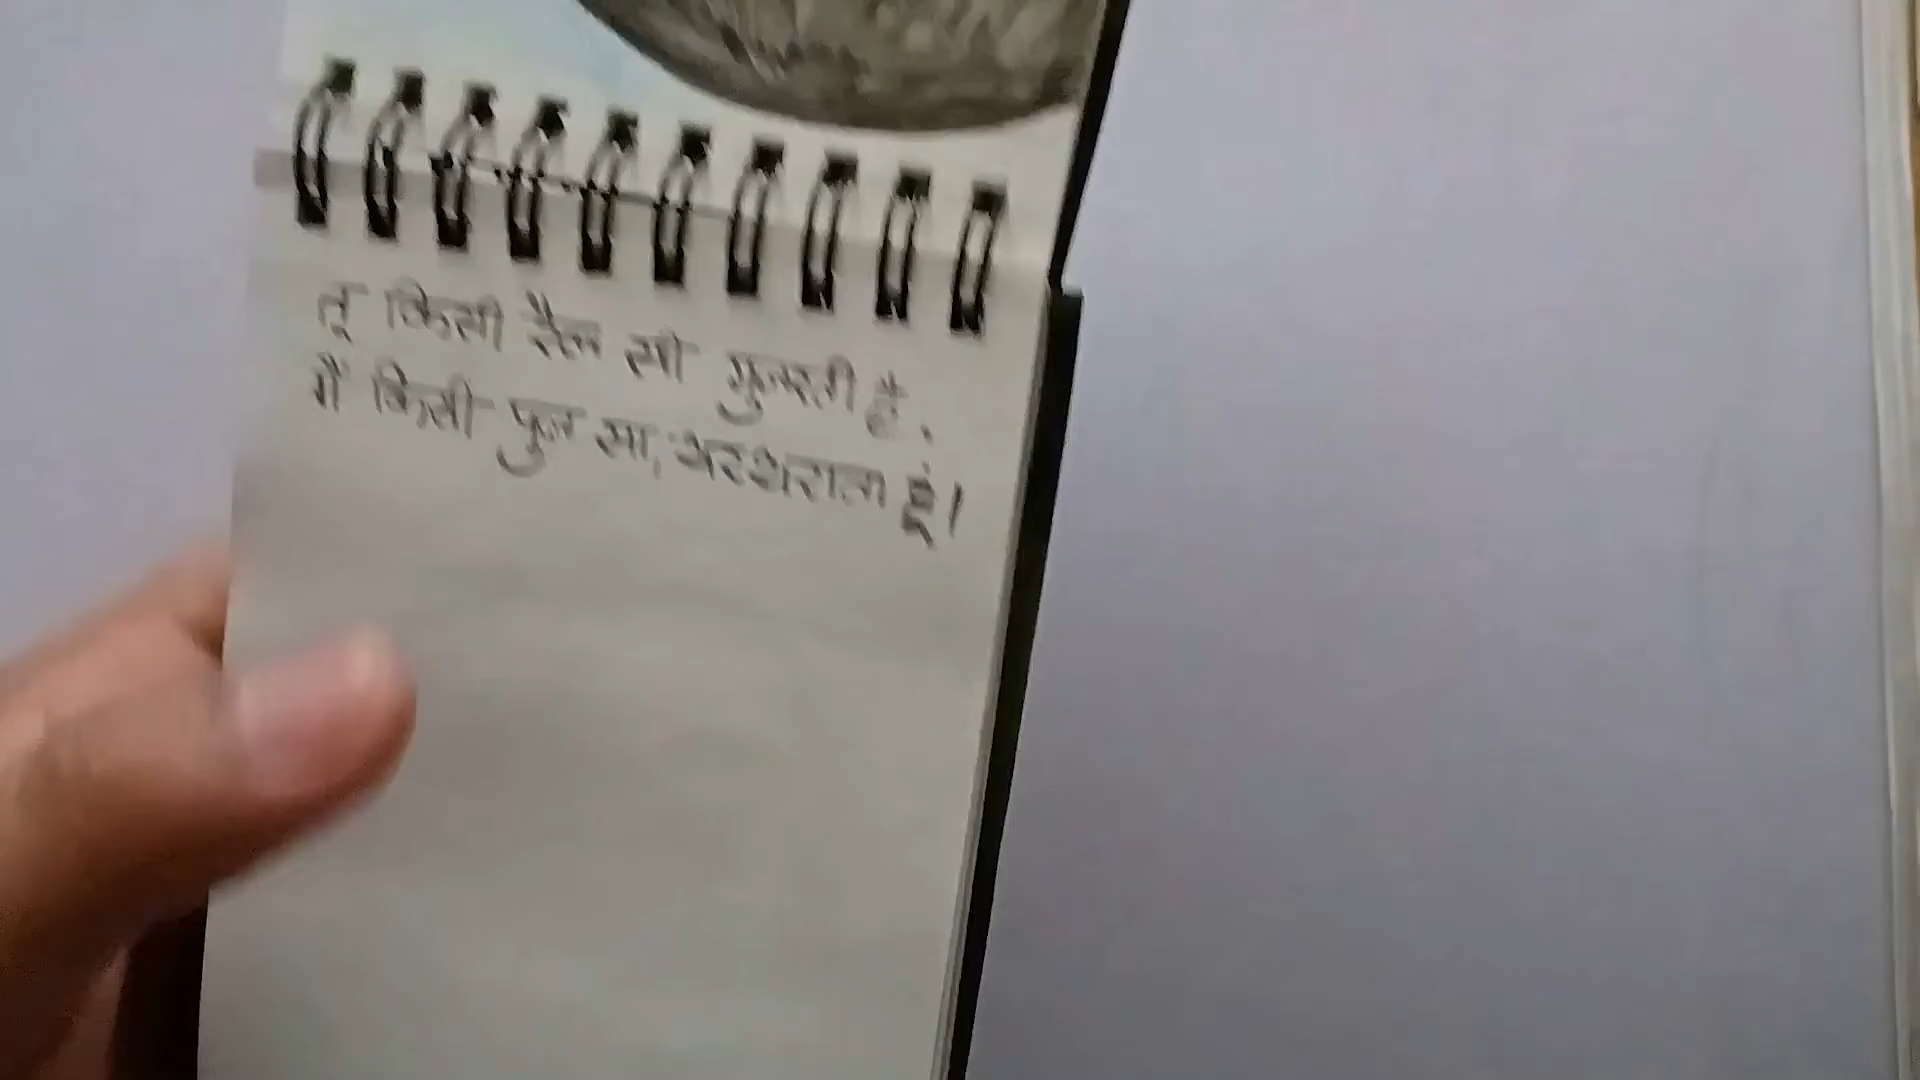 तू किसी रैल सी गुजरती है,
मैं किसी पुल सा, थरथराता हूं।